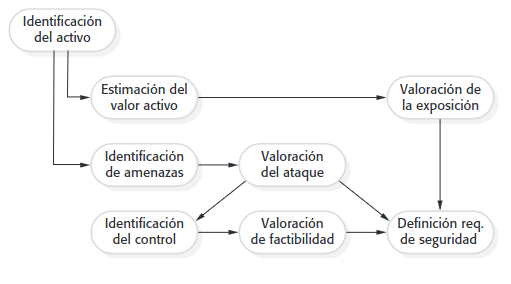 Identificación
del activo
Estimación del
valor activo
Valoración de
la exposición
Identificación
de amenazas
Valoración
del ataque
Identificación
del control
Valoración
de factibilidad
Definición req.
de seguridad